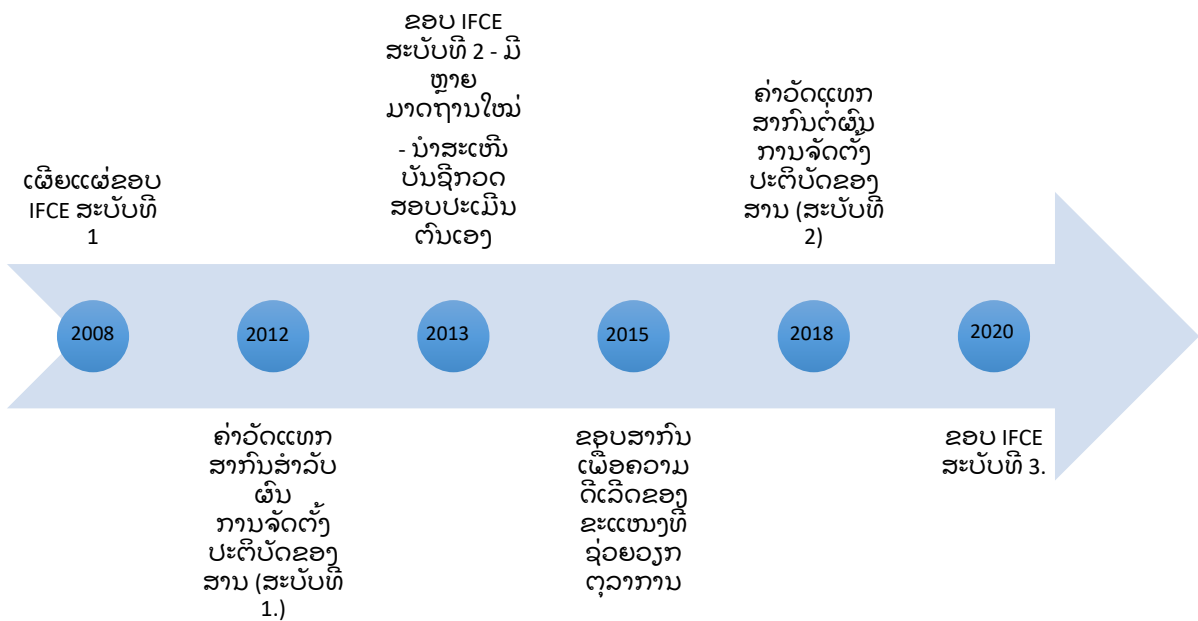 ເຜີຍແຜ່ຂອບ
IFCE ສະບັບທີ
1
2008
2012
ຄ່າວັດແທກ
ສາກົນສຳລັບ
ຜົນ
ການຈັດຕັ້ງ
ປະຕິບັດຂອງ
ສານ (ສະບັບທີ
1.)
ຂອບ IFCE
ສະບັບທີ 2 - ມີ
ຫຼາຍ
ມາດຖານໃໝ່
- ນຳສະເໜີ
ບັນຊີກວດ
ສອບປະເມີນ
ຕົນເອງ
2013
2015
ຂອບສາກົນ
ເພື່ອຄວາມ
ດີເລີດຂອງ
ຂະແໜງທີ່
ຊ່ວຍວຽກ
ຕຸລາການ
ຄ່າວັດແທກ
ສາກົນຕໍ່ຜົນ
ການຈັດຕັ້ງ
ປະຕິບັດຂອງ
ສານ (ສະບັບທີ
2)
2018
2020
ຂອບ IFCE
ສະບັບທີ 3.